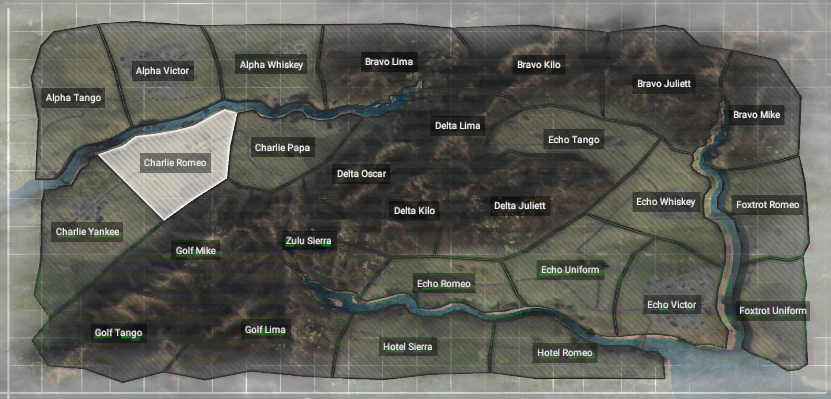 Bravo Lima
Bravo Kilo
Alpha Whiskey
Alpha Victor
Bravo Juliett
Alpha Tango
Bravo Mike
Delta Lima
Echo Tango
Charlie Papa
Charlie Romeo
Delta Oscar
Echo Whiskey
Foxtrot Romeo
Delta Juliett
Delta Kilo
Charlie Yankee
Zulu Sierra
Golf Mike
Echo Uniform
Echo Romeo
Echo Victor
Foxtrot Uniform
Golf Lima
Golf Tango
Hotel Sierra
Hotel Romeo